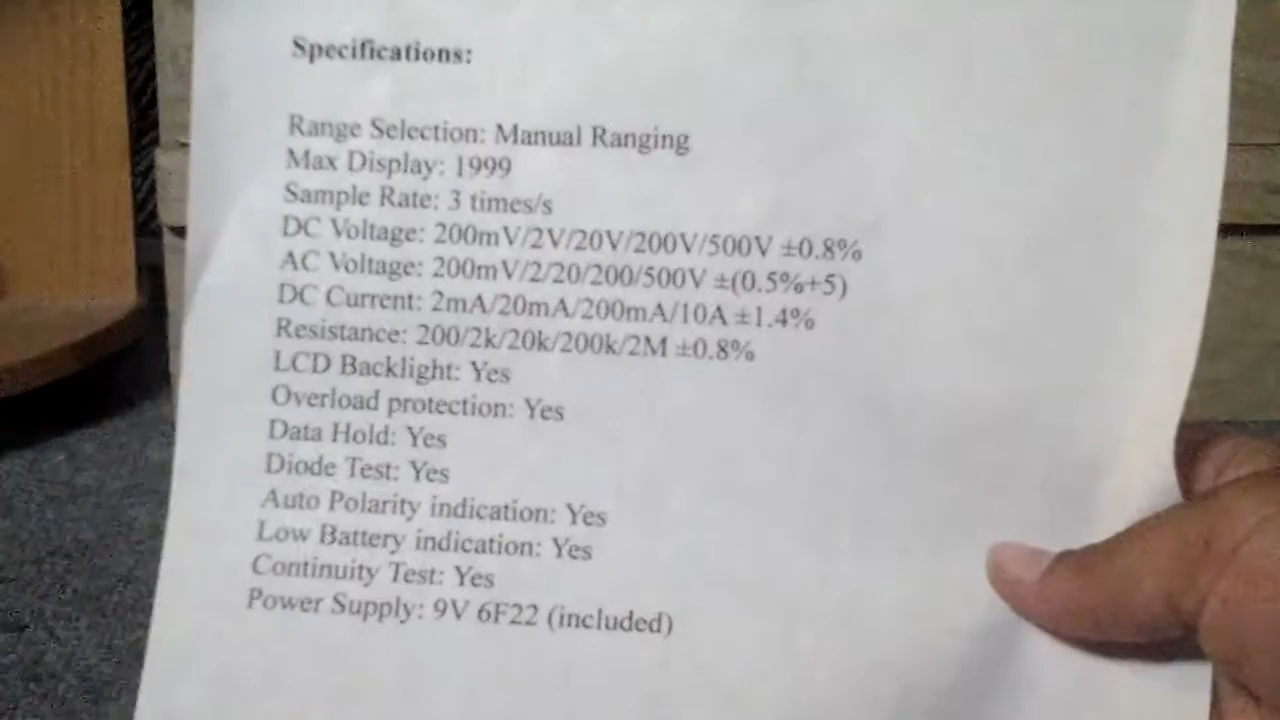 Specifications:
Range Selection: Manual Ranging
Max Display: 1999
Sample Rate: 3 times/s
DC Voltage: 200mV/2V/20V/200V/500V ±0.8%
AC Voltage: 200mV/2/20/200/500V ±(0.5%+5)
DC Current: 2mA/20mA/200mA/10A ±1.4%
Resistance: 200/2k/20k/200k/2M ±0.8%
LCD Backlight: Yes
Overload protection: Yes
Data Hold: Yes
Diode Test: Yes
Auto Polarity indication: Yes
Low Battery indication: Yes
Continuity Test: Yes
Power Supply: 9V 6F22 (included)